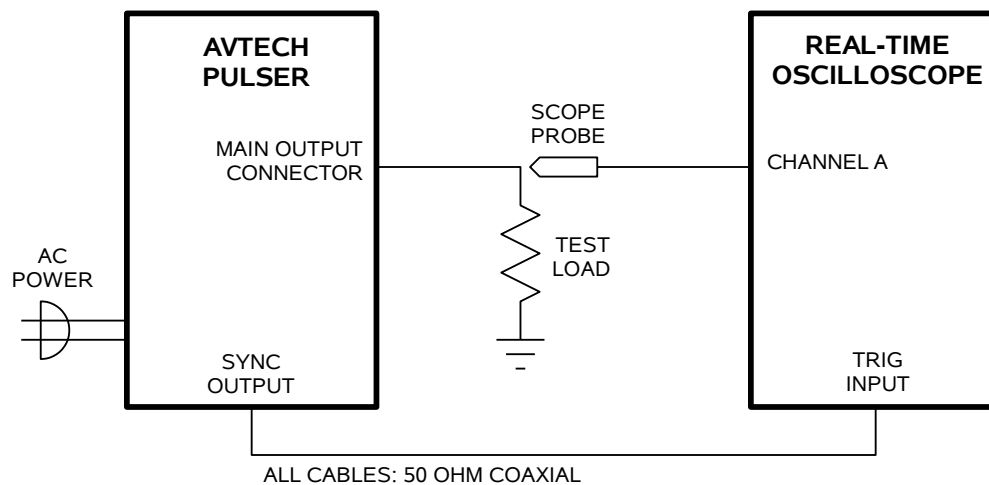 AVTECH
PULSER
REAL-TIME
OSCILLOSCOPE
SCOPE
PROBE
MAIN OUTPUT
CONNECTOR
CHANNEL A
TEST
LOAD
AC
POWER
SYNC
OUTPUT
TRIG
INPUT
ALL CABLES: 50 OHM COAXIAL